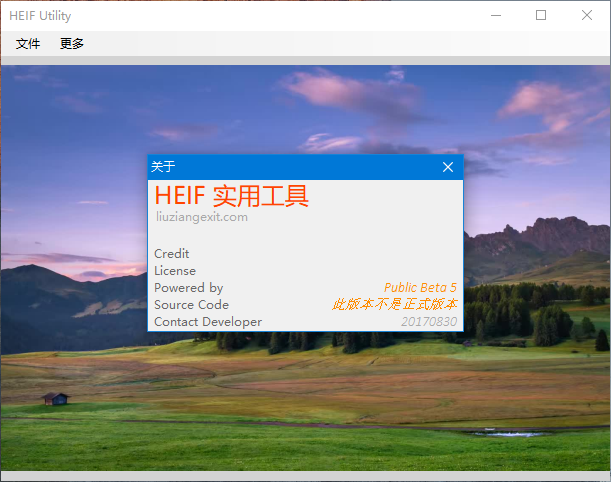 HEIF Utility
文件 更多
关于
HEIF 实用工具
liuziangexit.com
Credit
License
Powered by Public Beta 5
Source Code 此版本不是正式版本
Contact Developer 20170830